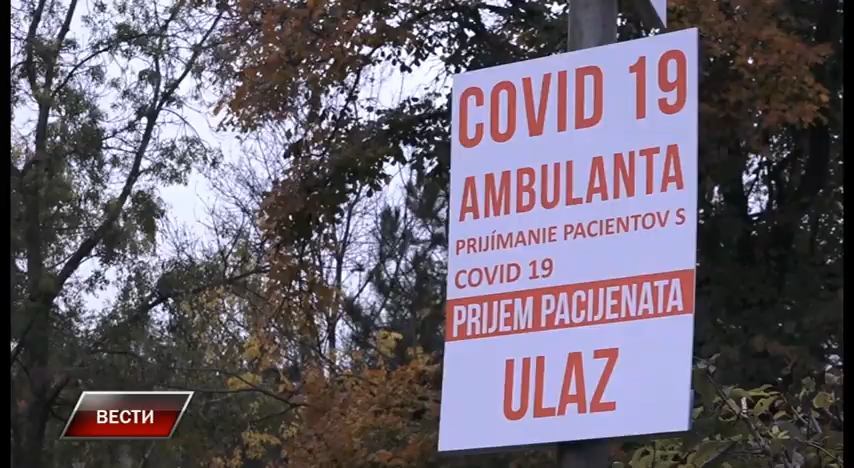 COVID 19
AMBULANTA
PRIJÍMANIE PACIENTOV S
COVID 19
PRIJEM PACIJENATA
ULAZ
ВЕСТИ